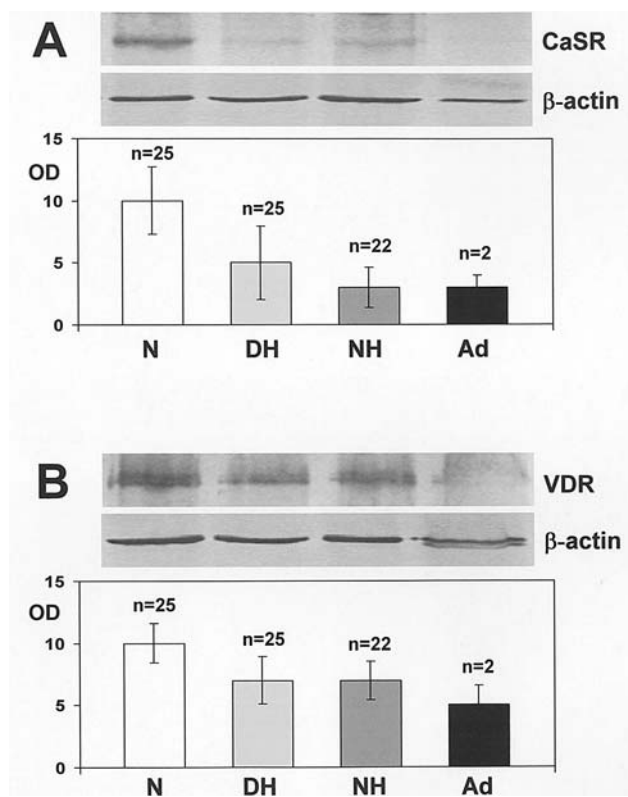 A
CaSR
β-actin
15
n=25
OD
10
n=25
n=22
n=2
5
0
N DH NH Ad
B
VDR
β-actin
15
n=25
OD
n=25
n=22
10
n=2
5
0
N DH NH Ad